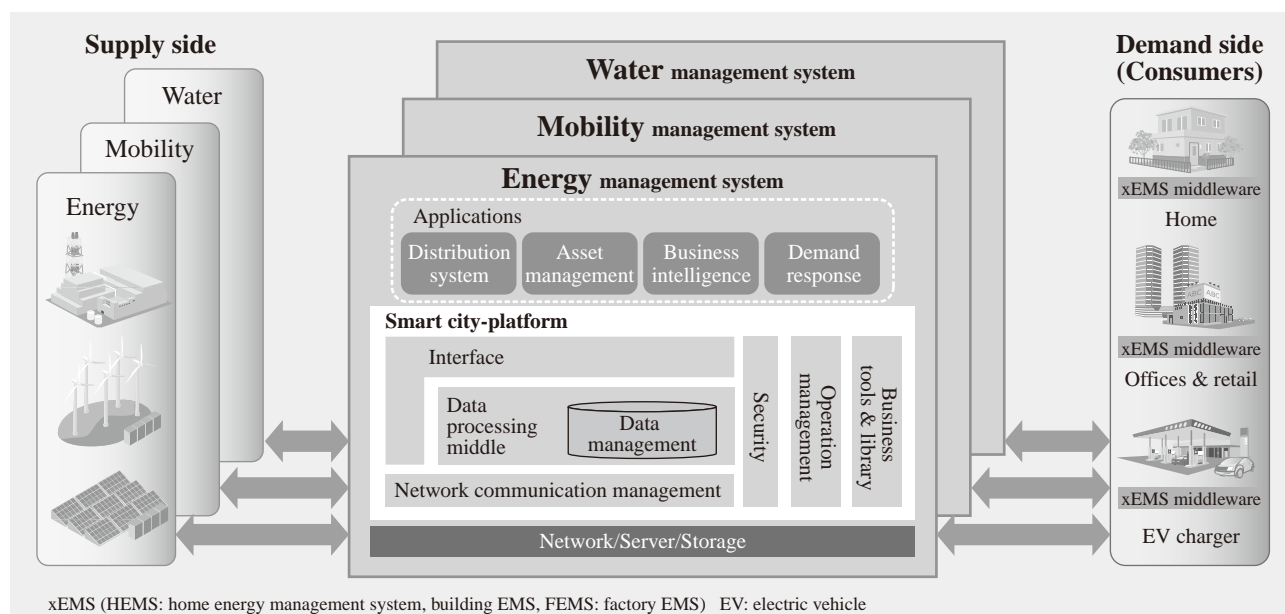 Supply side
Water
Mobility
Energy
Water management system
Mobility management system
Energy management system
Applications
Distribution
system
Asset
management
Business
intelligence
Demand
response
Smart city-platform
Interface
Data
processing
middle
Data
management
Network communication management
Security
Operation
management
Business
tools & library
Network/Server/Storage
Demand side
(Consumers)
xEMS middleware
Home
ABC ABC
xEMS middleware
Offices & retail
xEMS middleware
EV charger
xEMS (HEMS: home energy management system, building EMS, FEMS: factory EMS) EV: electric vehicle